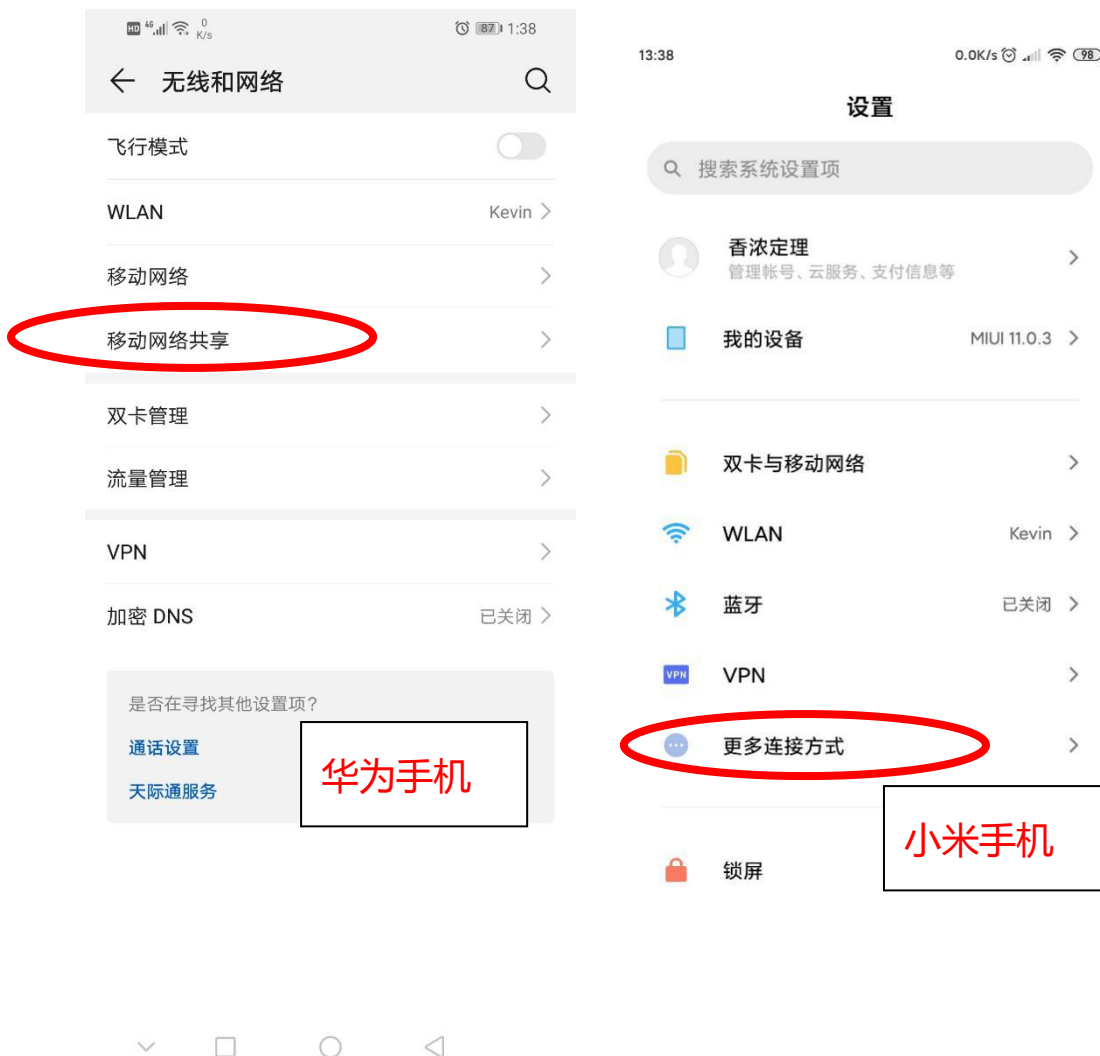 HD 4G 0 K/s 87 1:38
无线和网络
飞行模式
WLAN Kevin
移动网络
移动网络共享
双卡管理
流量管理
VPN
加密 DNS 已关闭
是否在寻找其他设置项?
通话设置
天际通服务
华为手机
13:38 0.0K/s 98
设置
搜索系统设置项
香浓定理
管理帐号、云服务、支付信息等
我的设备 MIUI 11.0.3
双卡与移动网络
WLAN Kevin
蓝牙 已关闭
VPN VPN
更多连接方式
小米手机
锁屏